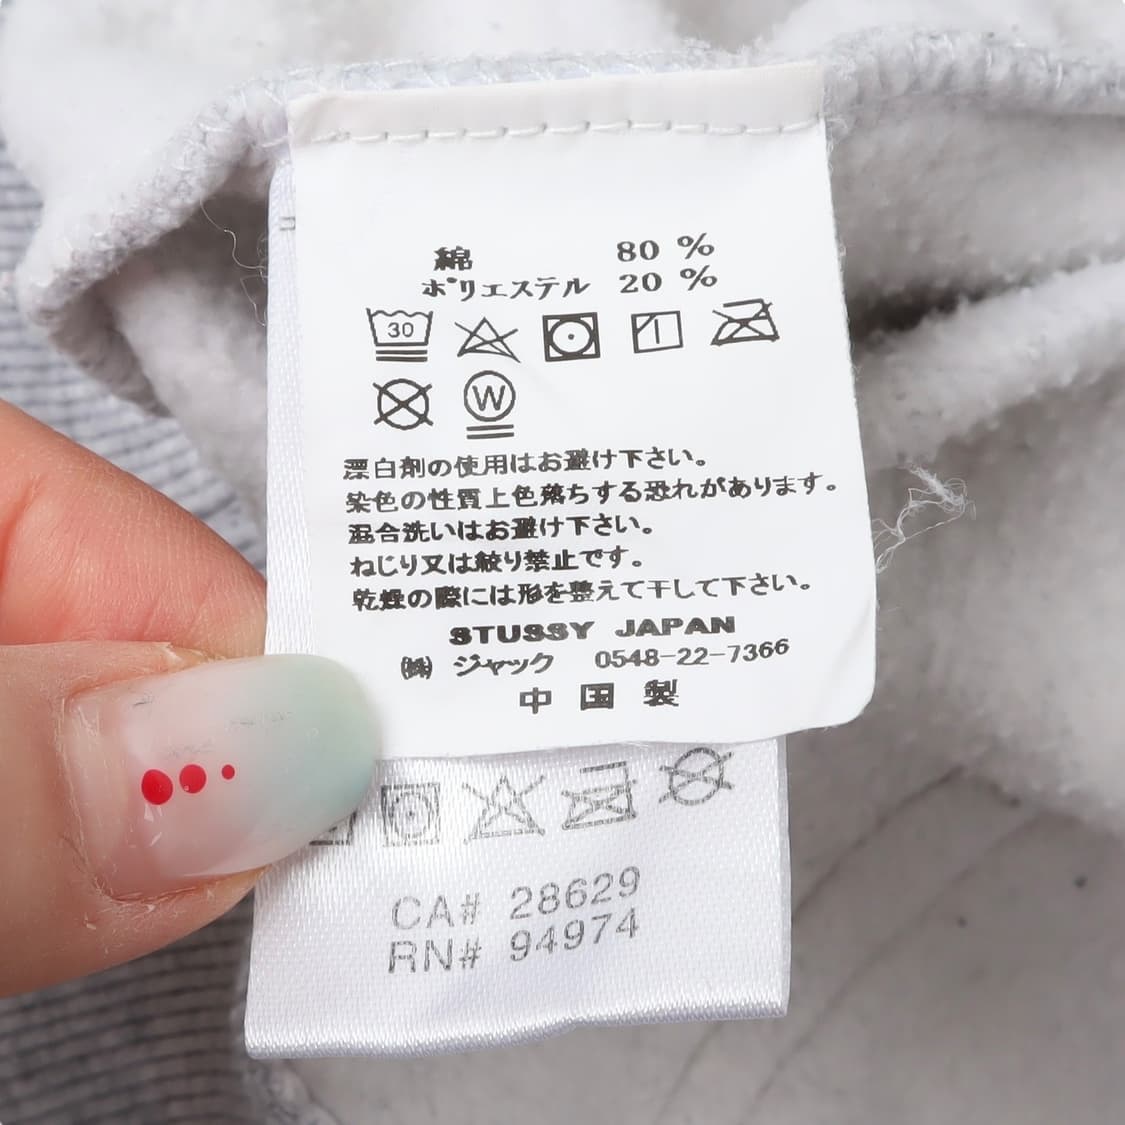 綿 80 %
ポリエステル 20 %
30
W
漂白剤の使用はお避け下さい。
染色の性質上色落ちする恐れがあります。
混合洗いはお避け下さい。
ねじり又は絞り禁止です。
乾燥の際には形を整えて干して下さい。
STUSSY JAPAN
㈱ ジャック 0548-22-7366
中国製
CA# 28629
RN# 94974